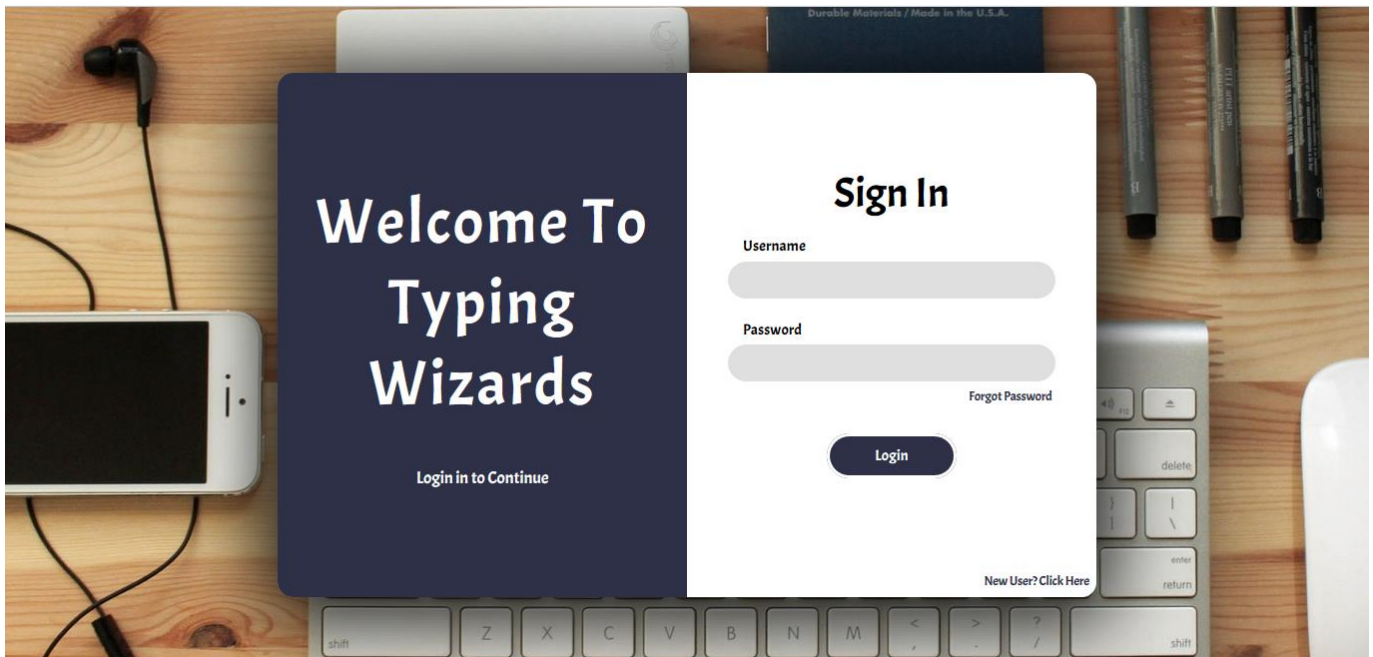 Durable Materials / Made in the U.S.A.
Welcome To
Typing
Wizards
Login in to Continue
Sign In
Username
Password
Forgot Password
Login
New User? Click Here
F12
delete
}
]
|
\
enter
return
shift
Z
X
C
V
B
N
M
<
,
>
.
?
/
shift